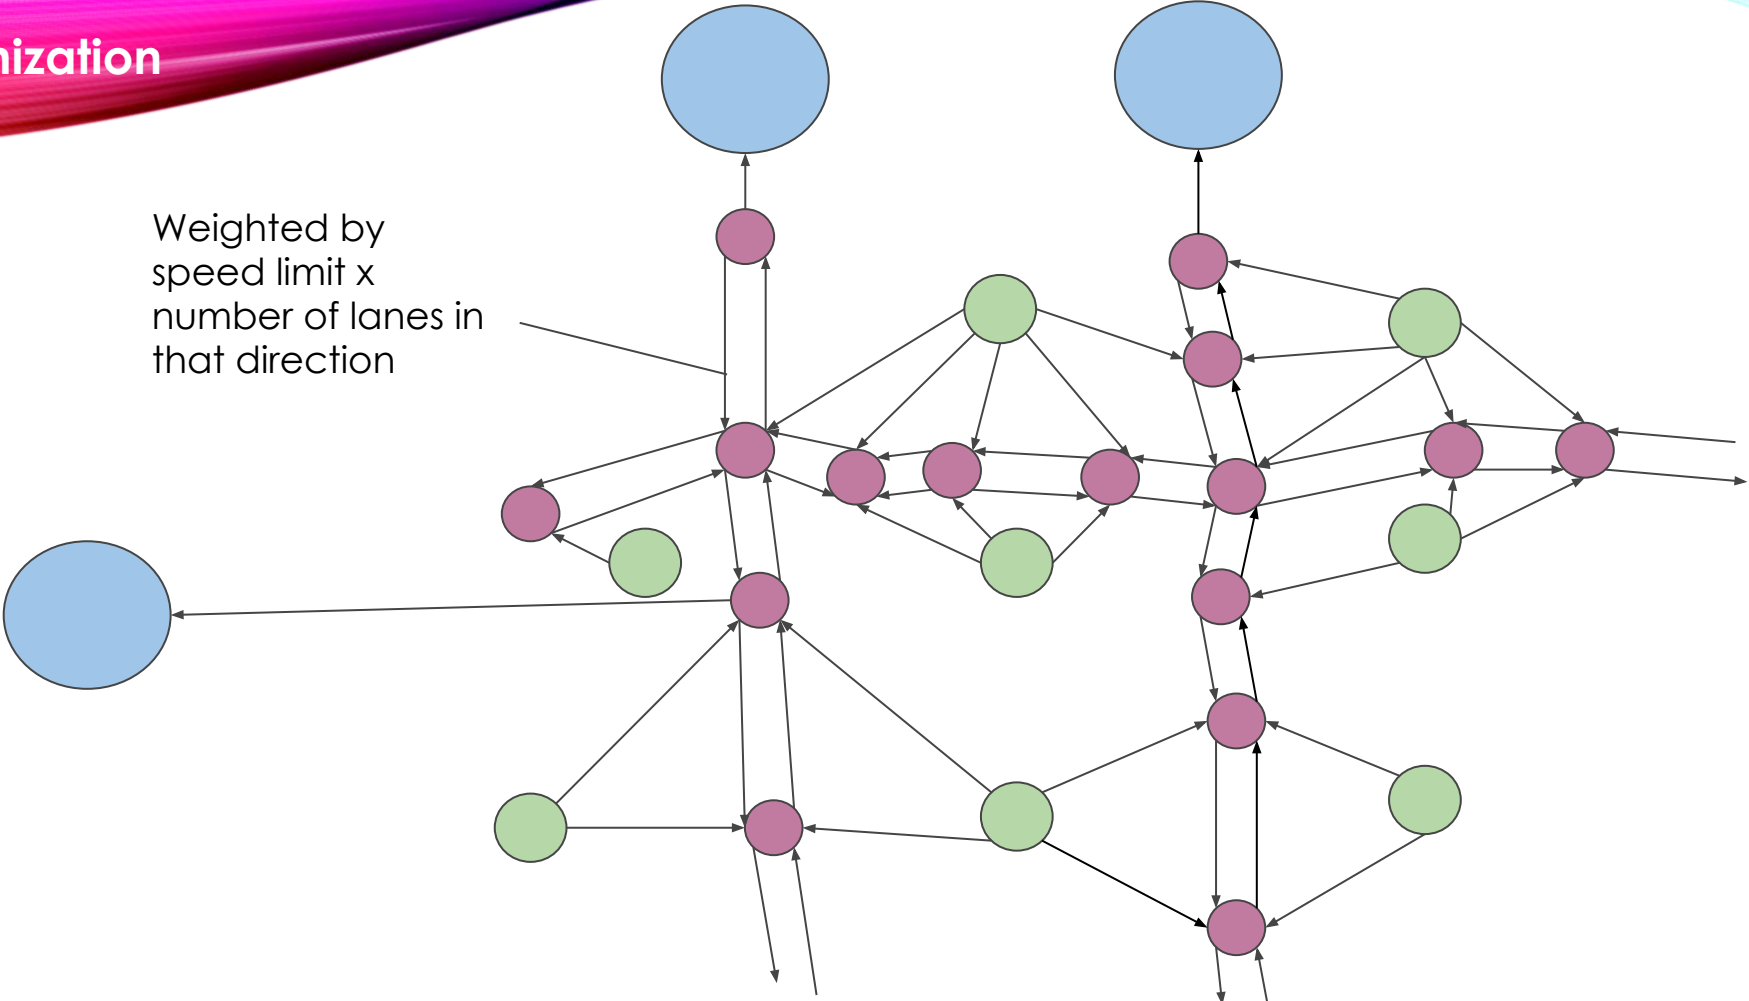 nization
Weighted by
speed limit x
number of lanes in
that direction